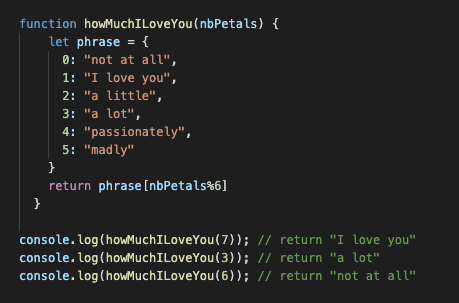 function howMuchILoveYou(nbPetals) {
    let phrase = {
      0: "not at all",
      1: "I love you",
      2: "a little",
      3: "a lot",
      4: "passionately",
      5: "madly"
    }
    return phrase[nbPetals%6]
  }

console.log(howMuchILoveYou(7)); // return "I love you"
console.log(howMuchILoveYou(3)); // return "a lot"
console.log(howMuchILoveYou(6)); // return "not at all"